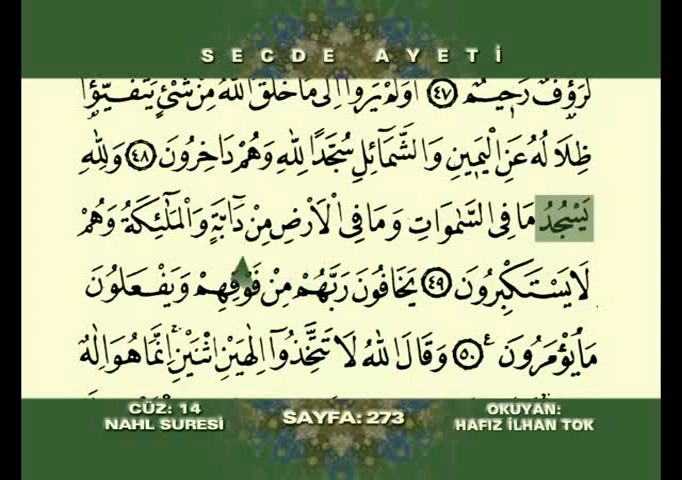 SECDE AYETİ
لَرَؤُفٌ رَحِيمٌ ﴿٤٧﴾ اَوَلَمْ يَرَوْا اِلٰى مَا خَلَقَ اللّٰهُ مِنْ شَيْءٍ يَتَفَيَّؤُا
ظِلَالُهُ عَنِ الْيَمِينِ وَالشَّمَائِلِ سُجَّدًا لِلّٰهِ وَهُمْ دَاخِرُونَ ﴿٤٨﴾ وَلِلّٰهِ
يَسْجُدُ مَا فِي السَّمٰوَاتِ وَمَا فِي الْاَرْضِ مِنْ دَٓابَّةٍ وَالْمَلٰٓئِكَةُ وَهُمْ
لَا يَسْتَكْبِرُونَ ﴿٤٩﴾ يَخَافُونَ رَبَّهُمْ مِنْ فَوْقِهِمْ وَيَفْعَلُونَ
مَا يُؤْمَرُونَ ﴿٥٠﴾ وَقَالَ اللّٰهُ لَا تَتَّخِذُٓوا اِلٰهَيْنِ اثْنَيْنِ اِنَّمَا هُوَ اِلٰهٌ
CÜZ: 14
NAHL SURESİ
SAYFA: 273
OKUYAN:
HAFIZ İLHAN TOK